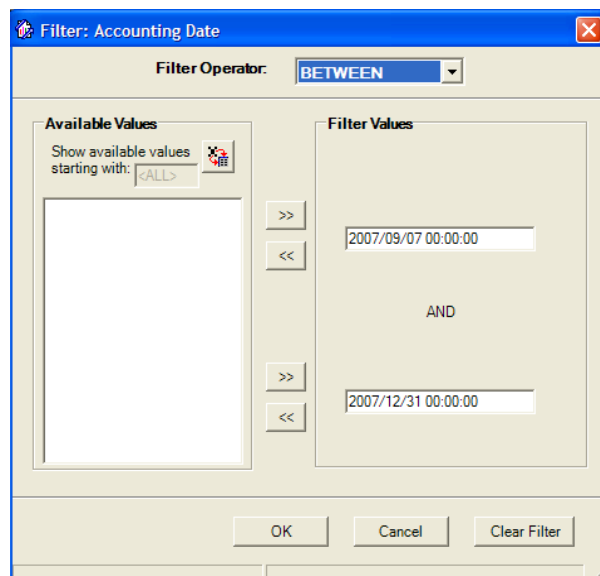 Filter: Accounting Date
Filter Operator: BETWEEN
Available Values
Show available values
starting with: <ALL>
>>
<<
>>
<<
Filter Values
2007/09/07 00:00:00
AND
2007/12/31 00:00:00
OK Cancel Clear Filter